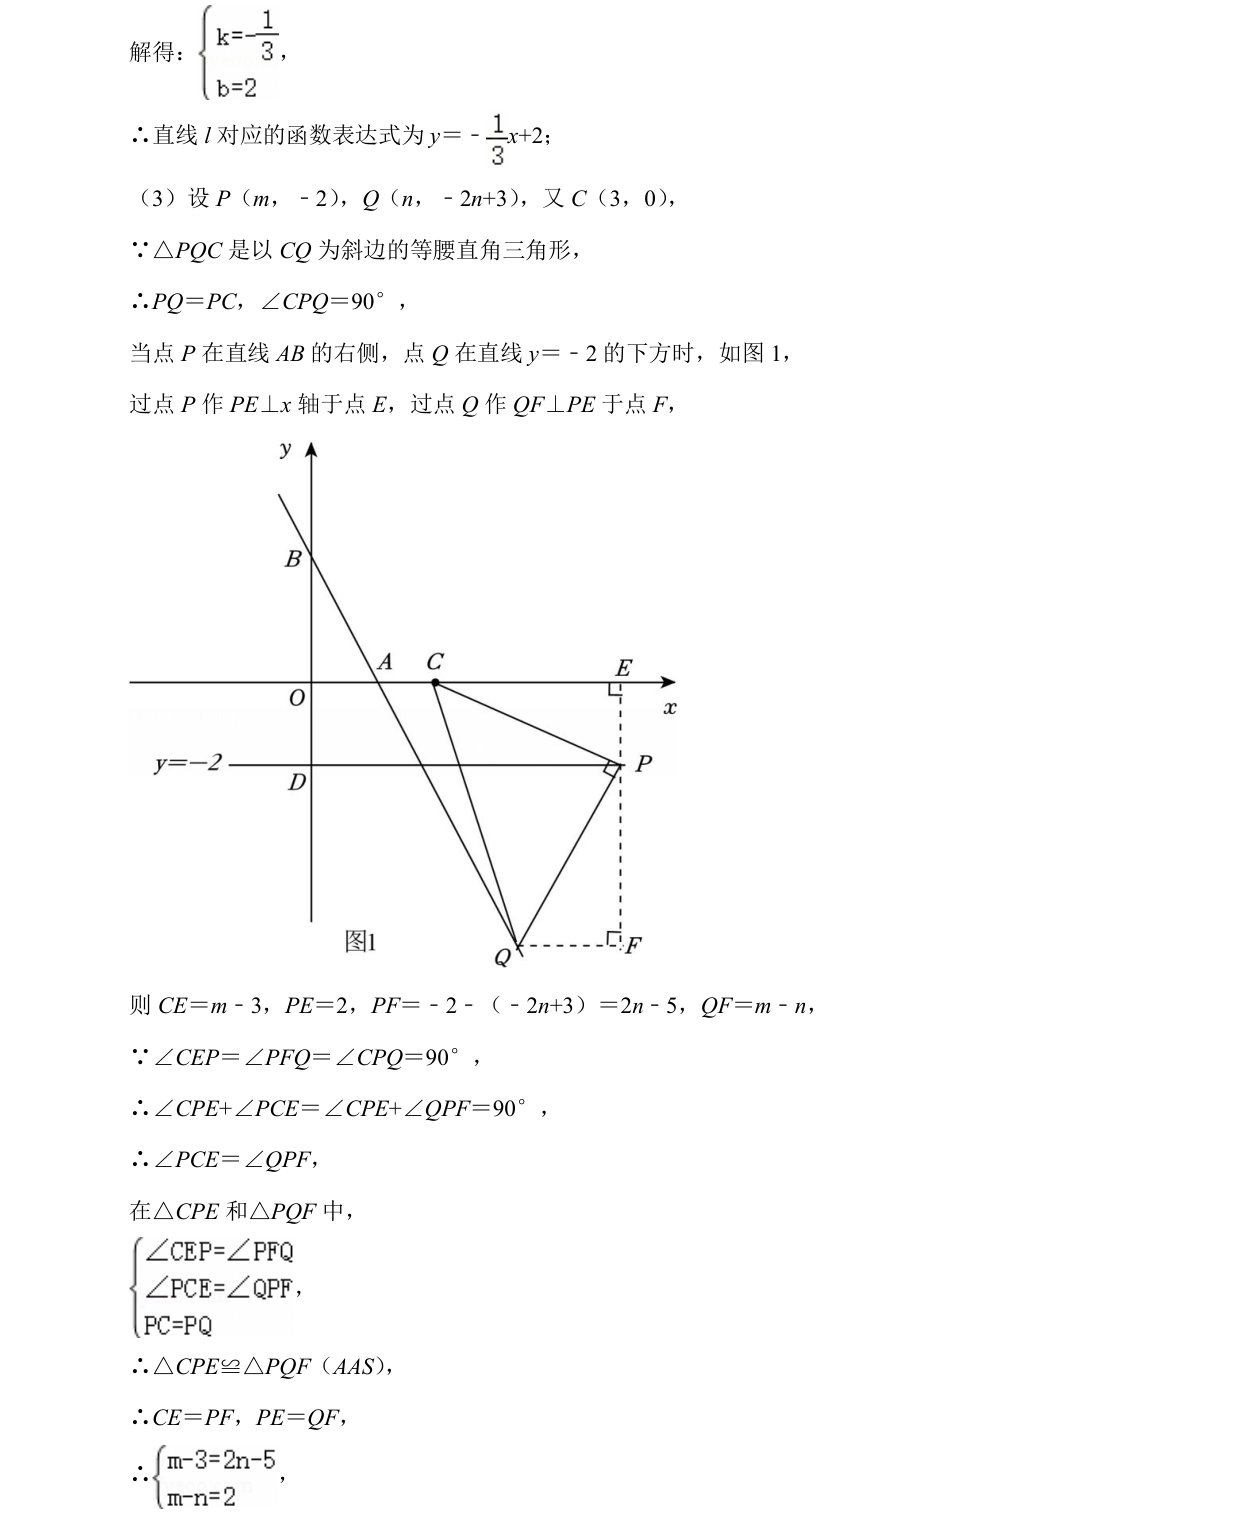 解得：{k=-1/3, b=2，
∴直线 l 对应的函数表达式为 y＝﹣1/3x+2；
（3）设 P（m，﹣2），Q（n，﹣2n+3），又 C（3，0），
∵△PQC 是以 CQ 为斜边的等腰直角三角形，
∴PQ＝PC，∠CPQ＝90°，
当点 P 在直线 AB 的右侧，点 Q 在直线 y＝﹣2 的下方时，如图 1，
过点 P 作 PE⊥x 轴于点 E，过点 Q 作 QF⊥PE 于点 F，
y
B
A
C
E
O
x
y=−2
D
P
图1
Q
F
则 CE＝m﹣3，PE＝2，PF＝﹣2﹣（﹣2n+3）＝2n﹣5，QF＝m﹣n，
∵∠CEP＝∠PFQ＝∠CPQ＝90°，
∴∠CPE+∠PCE＝∠CPE+∠QPF＝90°，
∴∠PCE＝∠QPF，
在△CPE 和△PQF 中，
∠CEP=∠PFQ
∠PCE=∠QPF，
PC=PQ
∴△CPE≌△PQF（AAS），
∴CE＝PF，PE＝QF，
∴{m-3=2n-5
m-n=2，